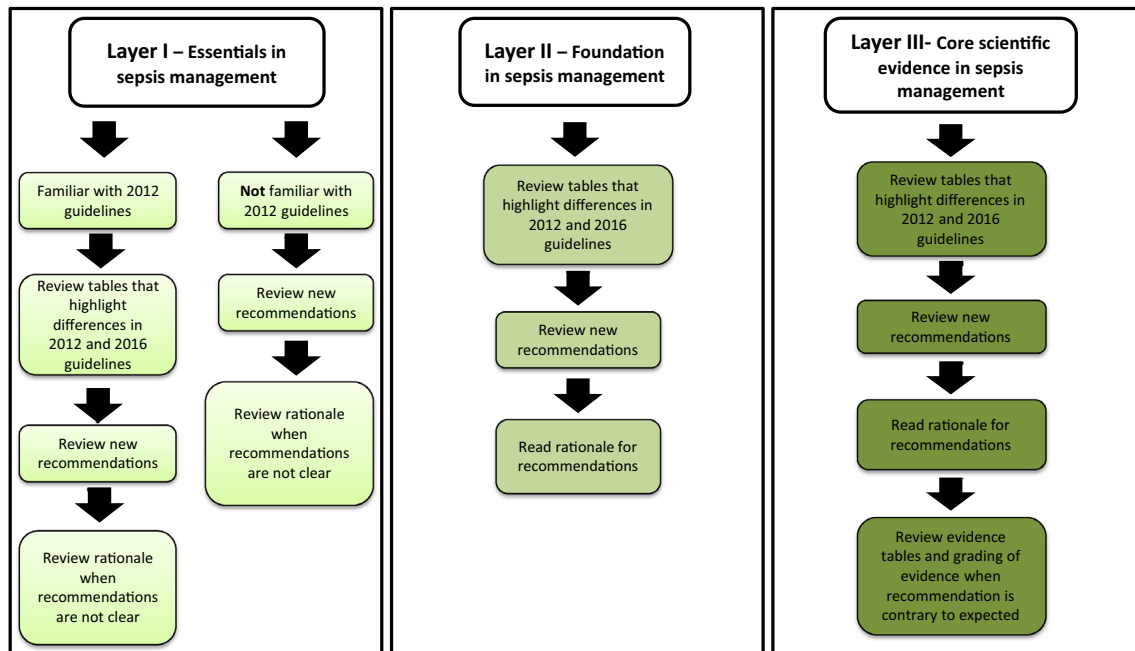 Layer I – Essentials in
sepsis management
Familiar with 2012
guidelines
Review tables that
highlight
differences in
2012 and 2016
guidelines
Review new
recommendations
Review rationale
when
recommendations
are not clear
Not familiar with
2012 guidelines
Review new
recommendations
Review rationale
when
recommendations
are not clear
Layer II – Foundation
in sepsis management
Review tables that
highlight differences in
2012 and 2016
guidelines
Review new
recommendations
Read rationale for
recommendations
Layer III- Core scientific
evidence in sepsis
management
Review tables that
highlight differences in
2012 and 2016
guidelines
Review new
recommendations
Read rationale for
recommendations
Review evidence
tables and grading of
evidence when
recommendation is
contrary to expected